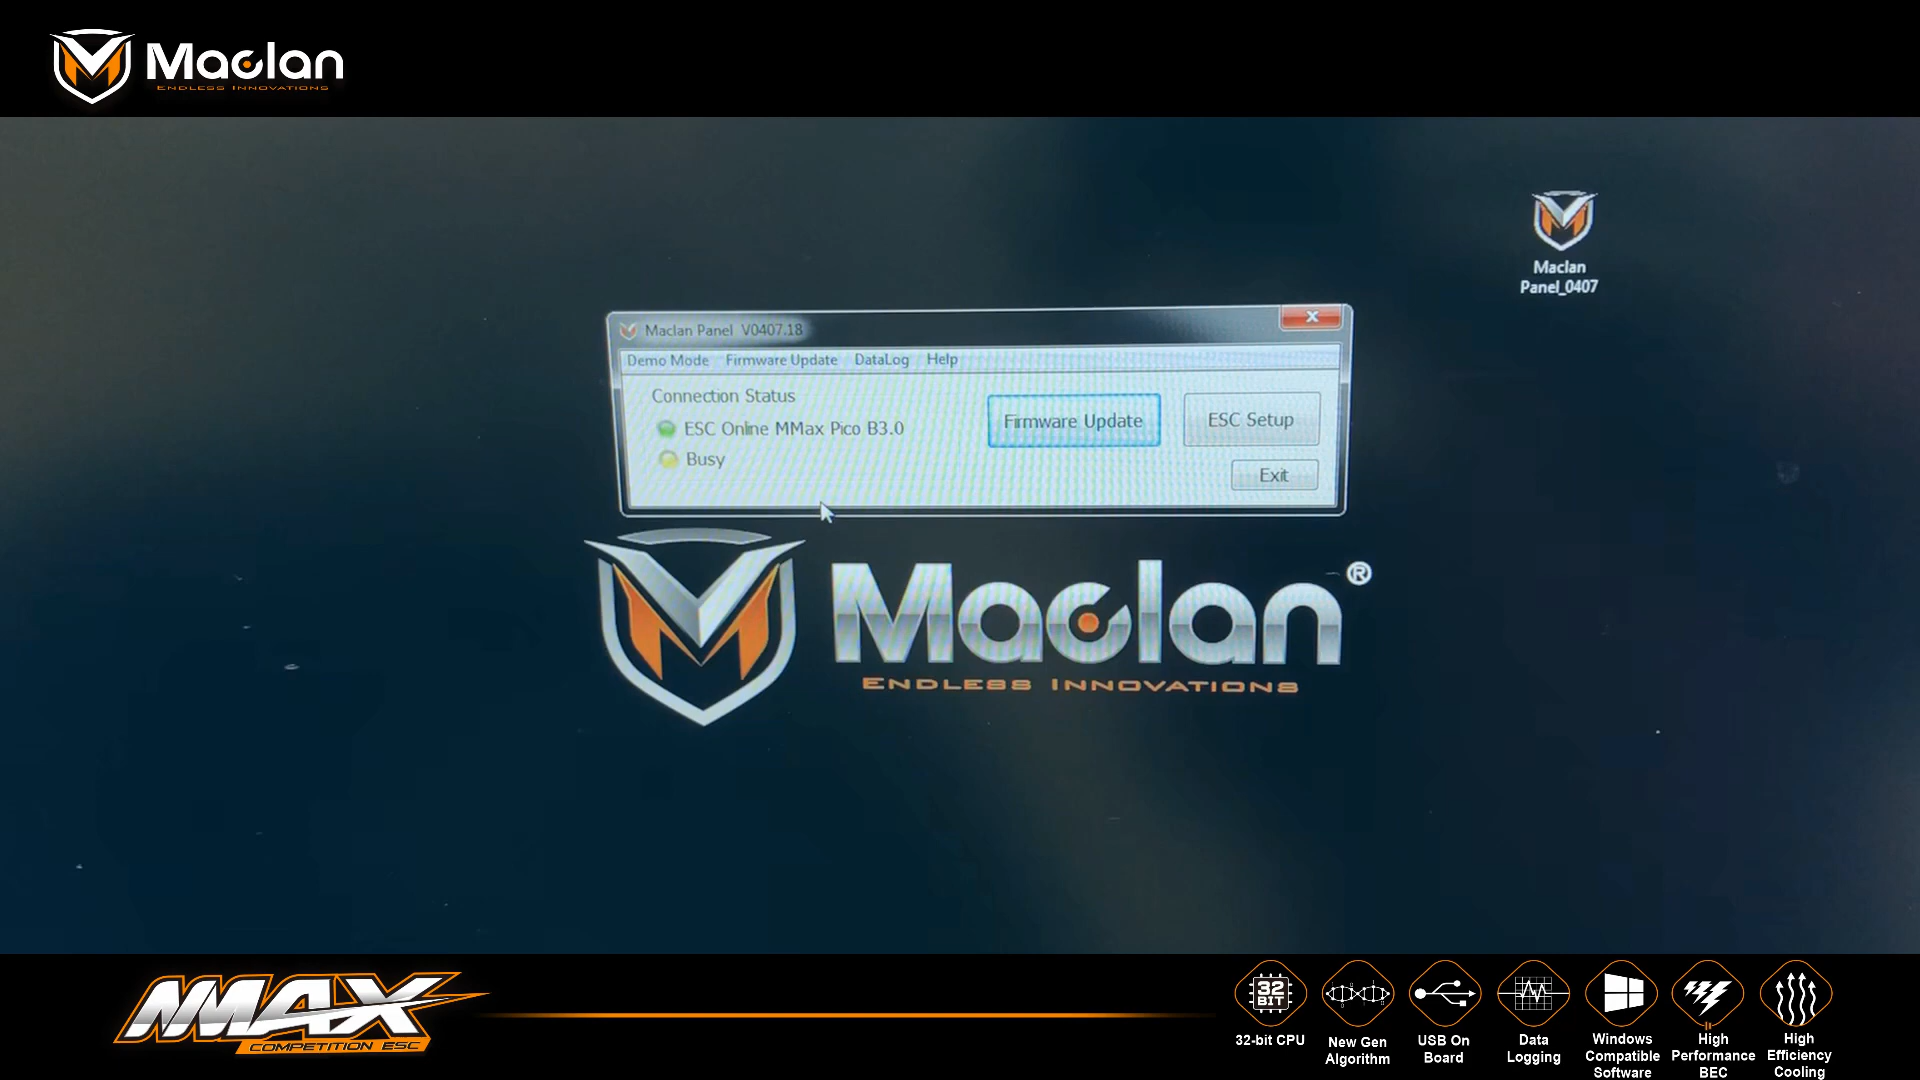 Maclan
ENDLESS INNOVATIONS
Maclan
Panel_0407
Maclan Panel V0407.18
X
Demo Mode Firmware Update DataLog Help
Connection Status
ESC Online MMax Pico B3.0
Busy
Firmware Update
ESC Setup
Exit
Maclan®
ENDLESS INNOVATIONS
MMAX
COMPETITION ESC
32
BIT
32-bit CPU
New Gen
Algorithm
USB On
Board
Data
Logging
Windows
Compatible
Software
High
Performance
BEC
High
Efficiency
Cooling